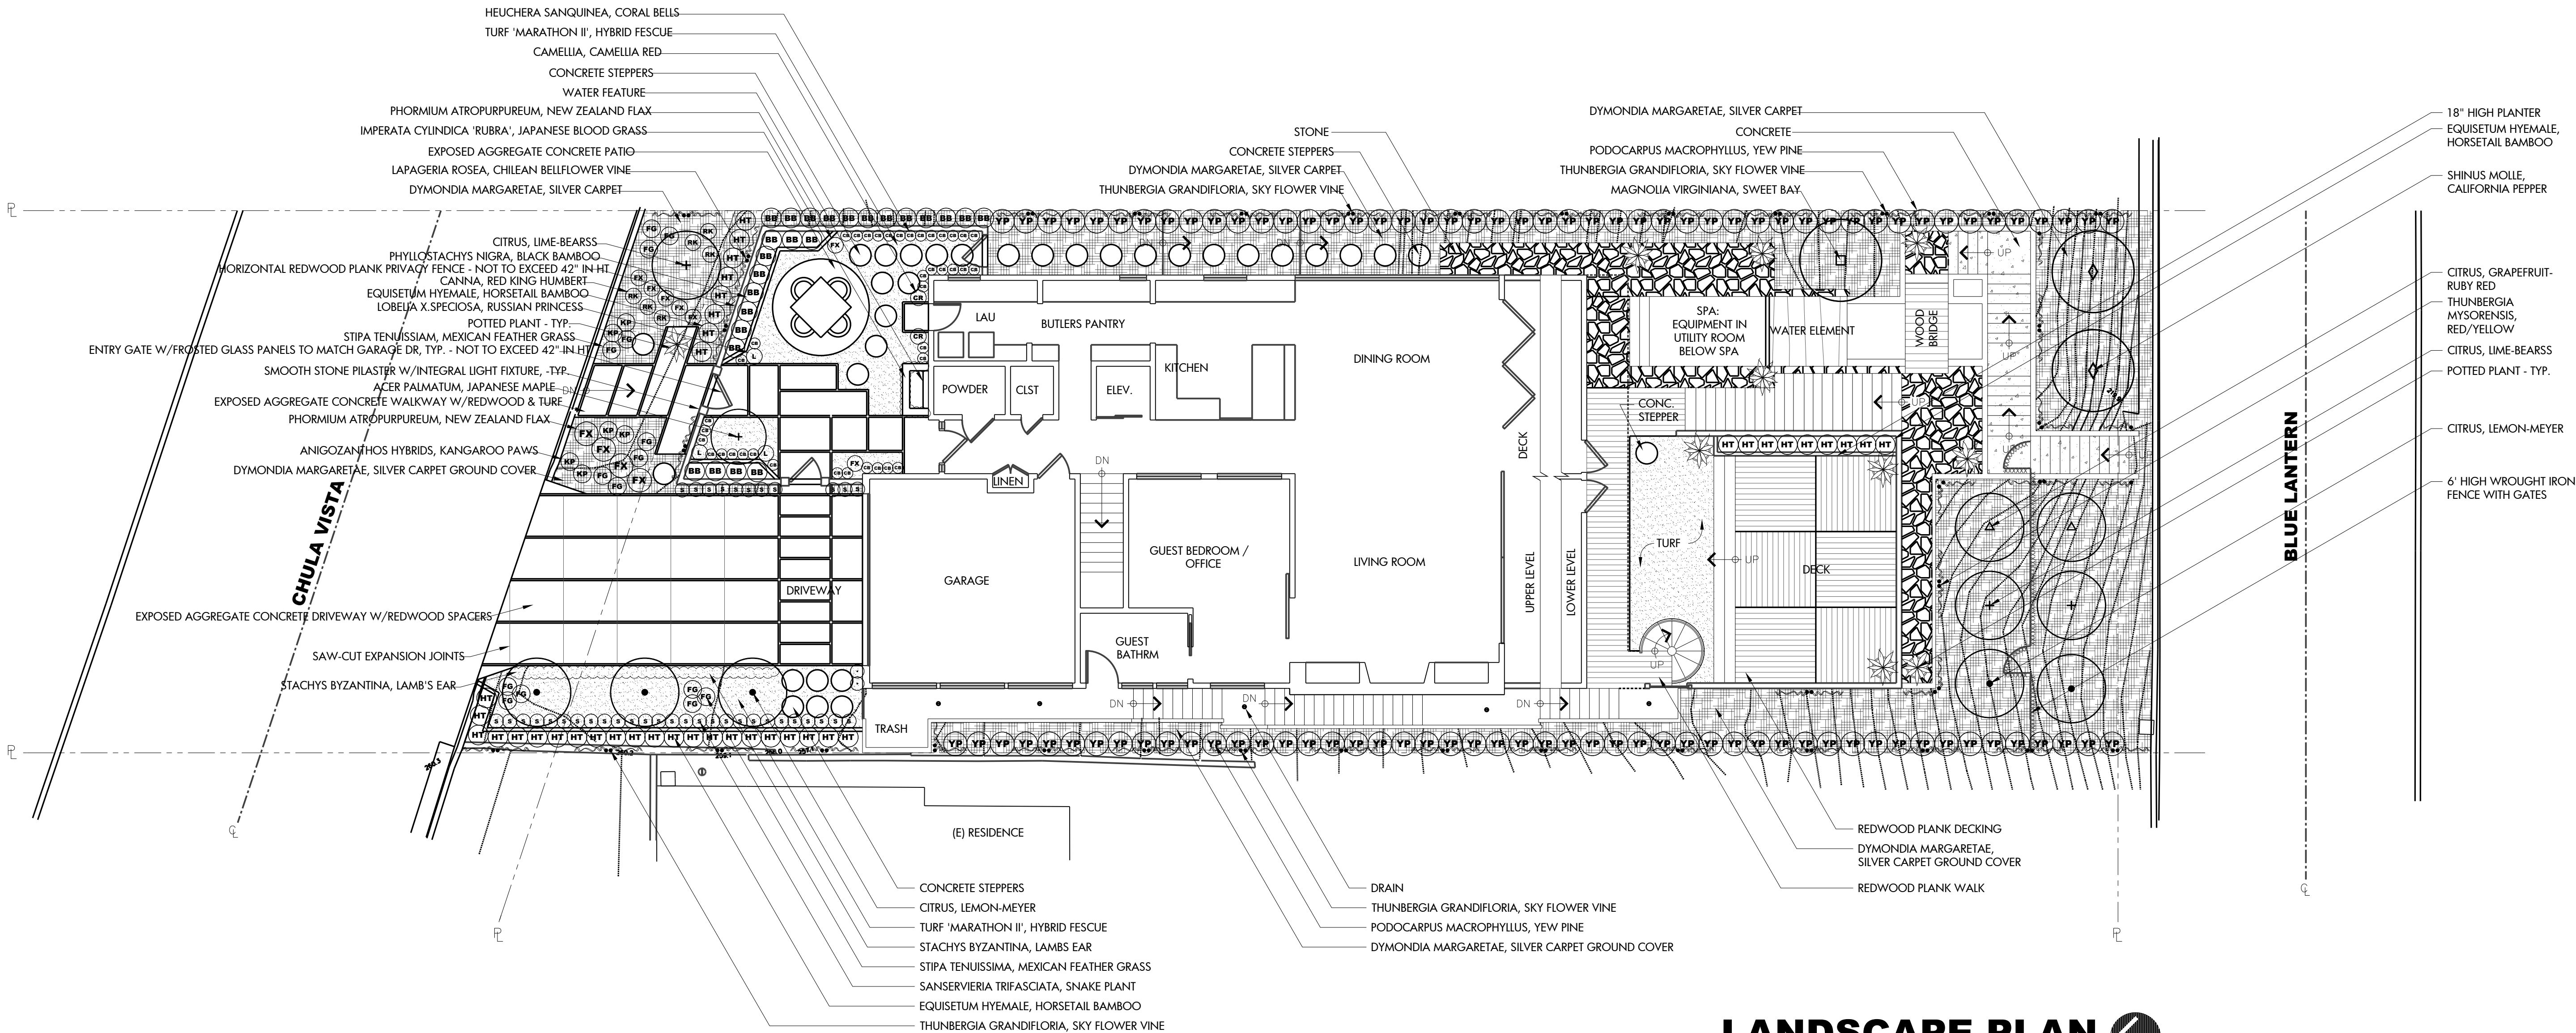 HEUCHERA SANQUINEA, CORAL BELLS
TURF 'MARATHON II', HYBRID FESCUE
CAMELLIA, CAMELLIA RED
CONCRETE STEPPERS
WATER FEATURE
PHORMIUM ATROPURPUREUM, NEW ZEALAND FLAX
IMPERATA CYLINDICA 'RUBRA', JAPANESE BLOOD GRASS
EXPOSED AGGREGATE CONCRETE PATIO
LAPAGERIA ROSEA, CHILEAN BELLFLOWER VINE
DYMONDIA MARGARETAE, SILVER CARPET
CITRUS, LIME-BEARSS
PHYLLOSTACHYS NIGRA, BLACK BAMBOO
HORIZONTAL REDWOOD PLANK PRIVACY FENCE - NOT TO EXCEED 42" IN HT
CANNA, RED KING HUMBERT
EQUISETUM HYEMALE, HORSETAIL BAMBOO
LOBELIA X.SPECIOSA, RUSSIAN PRINCESS
POTTED PLANT - TYP.
STIPA TENUISSIAM, MEXICAN FEATHER GRASS
ENTRY GATE W/FROSTED GLASS PANELS TO MATCH GARAGE DR, TYP. - NOT TO EXCEED 42" IN HT
SMOOTH STONE PILASTER W/INTEGRAL LIGHT FIXTURE, -TYP.
ACER PALMATUM, JAPANESE MAPLE
EXPOSED AGGREGATE CONCRETE WALKWAY W/REDWOOD & TURF
PHORMIUM ATROPURPUREUM, NEW ZEALAND FLAX
ANIGOZANTHOS HYBRIDS, KANGAROO PAWS
DYMONDIA MARGARETAE, SILVER CARPET GROUND COVER
CHULA VISTA
EXPOSED AGGREGATE CONCRETE DRIVEWAY W/REDWOOD SPACERS
SAW-CUT EXPANSION JOINTS
STACHYS BYZANTINA, LAMB'S EAR
STONE
CONCRETE STEPPERS
DYMONDIA MARGARETAE, SILVER CARPET
THUNBERGIA GRANDIFLORIA, SKY FLOWER VINE
DYMONDIA MARGARETAE, SILVER CARPET
CONCRETE
PODOCARPUS MACROPHYLLUS, YEW PINE
THUNBERGIA GRANDIFLORIA, SKY FLOWER VINE
MAGNOLIA VIRGINIANA, SWEET BAY
18" HIGH PLANTER
EQUISETUM HYEMALE,
HORSETAIL BAMBOO
SHINUS MOLLE,
CALIFORNIA PEPPER
CITRUS, GRAPEFRUIT-
RUBY RED
THUNBERGIA
MYSORENSIS,
RED/YELLOW
CITRUS, LIME-BEARSS
POTTED PLANT - TYP.
CITRUS, LEMON-MEYER
6' HIGH WROUGHT IRON
FENCE WITH GATES
BLUE LANTERN
LAU
BUTLERS PANTRY
KITCHEN
DINING ROOM
POWDER
CLST
ELEV.
LINEN
DN
GARAGE
GUEST BEDROOM /
OFFICE
LIVING ROOM
GUEST
BATHRM
TRASH
DRIVEWAY
DECK
UPPER LEVEL
LOWER LEVEL
SPA:
EQUIPMENT IN
UTILITY ROOM
BELOW SPA
WATER ELEMENT
WOOD
BRIDGE
CONC.
STEPPER
TURF
DECK
UP
UP
UP
UP
UP
UP
DN
DN
DN
DN
(E) RESIDENCE
CONCRETE STEPPERS
CITRUS, LEMON-MEYER
TURF 'MARATHON II', HYBRID FESCUE
STACHYS BYZANTINA, LAMBS EAR
STIPA TENUISSIMA, MEXICAN FEATHER GRASS
SANSERVIERIA TRIFASCIATA, SNAKE PLANT
EQUISETUM HYEMALE, HORSETAIL BAMBOO
THUNBERGIA GRANDIFLORIA, SKY FLOWER VINE
DRAIN
THUNBERGIA GRANDIFLORIA, SKY FLOWER VINE
PODOCARPUS MACROPHYLLUS, YEW PINE
DYMONDIA MARGARETAE, SILVER CARPET GROUND COVER
REDWOOD PLANK DECKING
DYMONDIA MARGARETAE,
SILVER CARPET GROUND COVER
REDWOOD PLANK WALK
LANDSCAPE PLAN